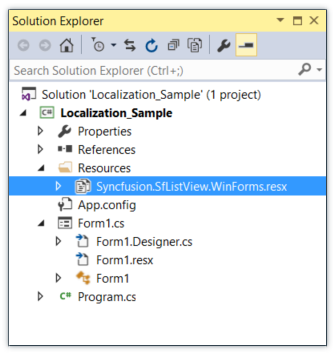 Solution Explorer
Search Solution Explorer (Ctrl+;)
Solution 'Localization_Sample' (1 project)
C# Localization_Sample
Properties
References
Resources
Syncfusion.SfListView.WinForms.resx
App.config
Form1.cs
Form1.Designer.cs
Form1.resx
Form1
C# Program.cs